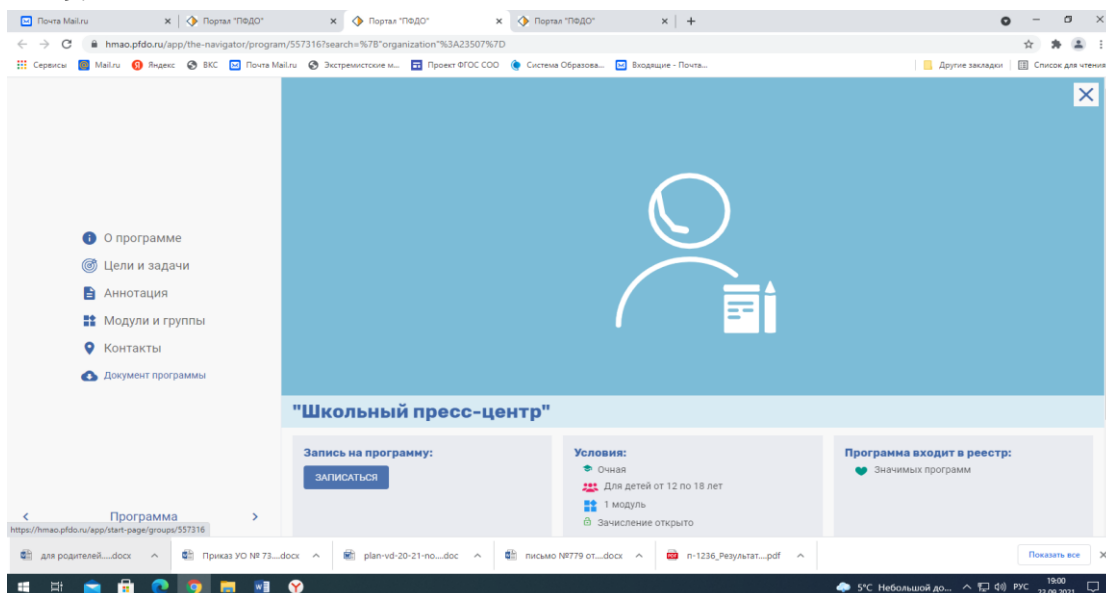 Почта Mail.ru
Портал "ПФДО"
Портал "ПФДО"
Портал "ПФДО"
hmao.pfdo.ru/app/the-navigator/program/557316?search=%7B"organization"%3A23507%7D
Сервисы Mail.ru Яндекс ВКС Почта Mail.ru Экстремистские м... Проект ФГОС СОО Система Образова... Входящие - Почта... Другие закладки Список для чтения
О программе
Цели и задачи
Аннотация
Модули и группы
Контакты
Документ программы
"Школьный пресс-центр"
Запись на программу:
ЗАПИСАТЬСЯ
Условия:
Очная
Для детей от 12 по 18 лет
1 модуль
Зачисление открыто
Программа входит в реестр:
Значимых программ
Программа
https://hmao.pfdo.ru/app/start-page/groups/557316
для родителей.....docx Приказ УО № 73....docx plan-vd-20-21-no....doc письмо №779 от....docx n-1236_Результат....pdf Показать все
5°C Небольшой до... РУС 19:00
23.09.2021